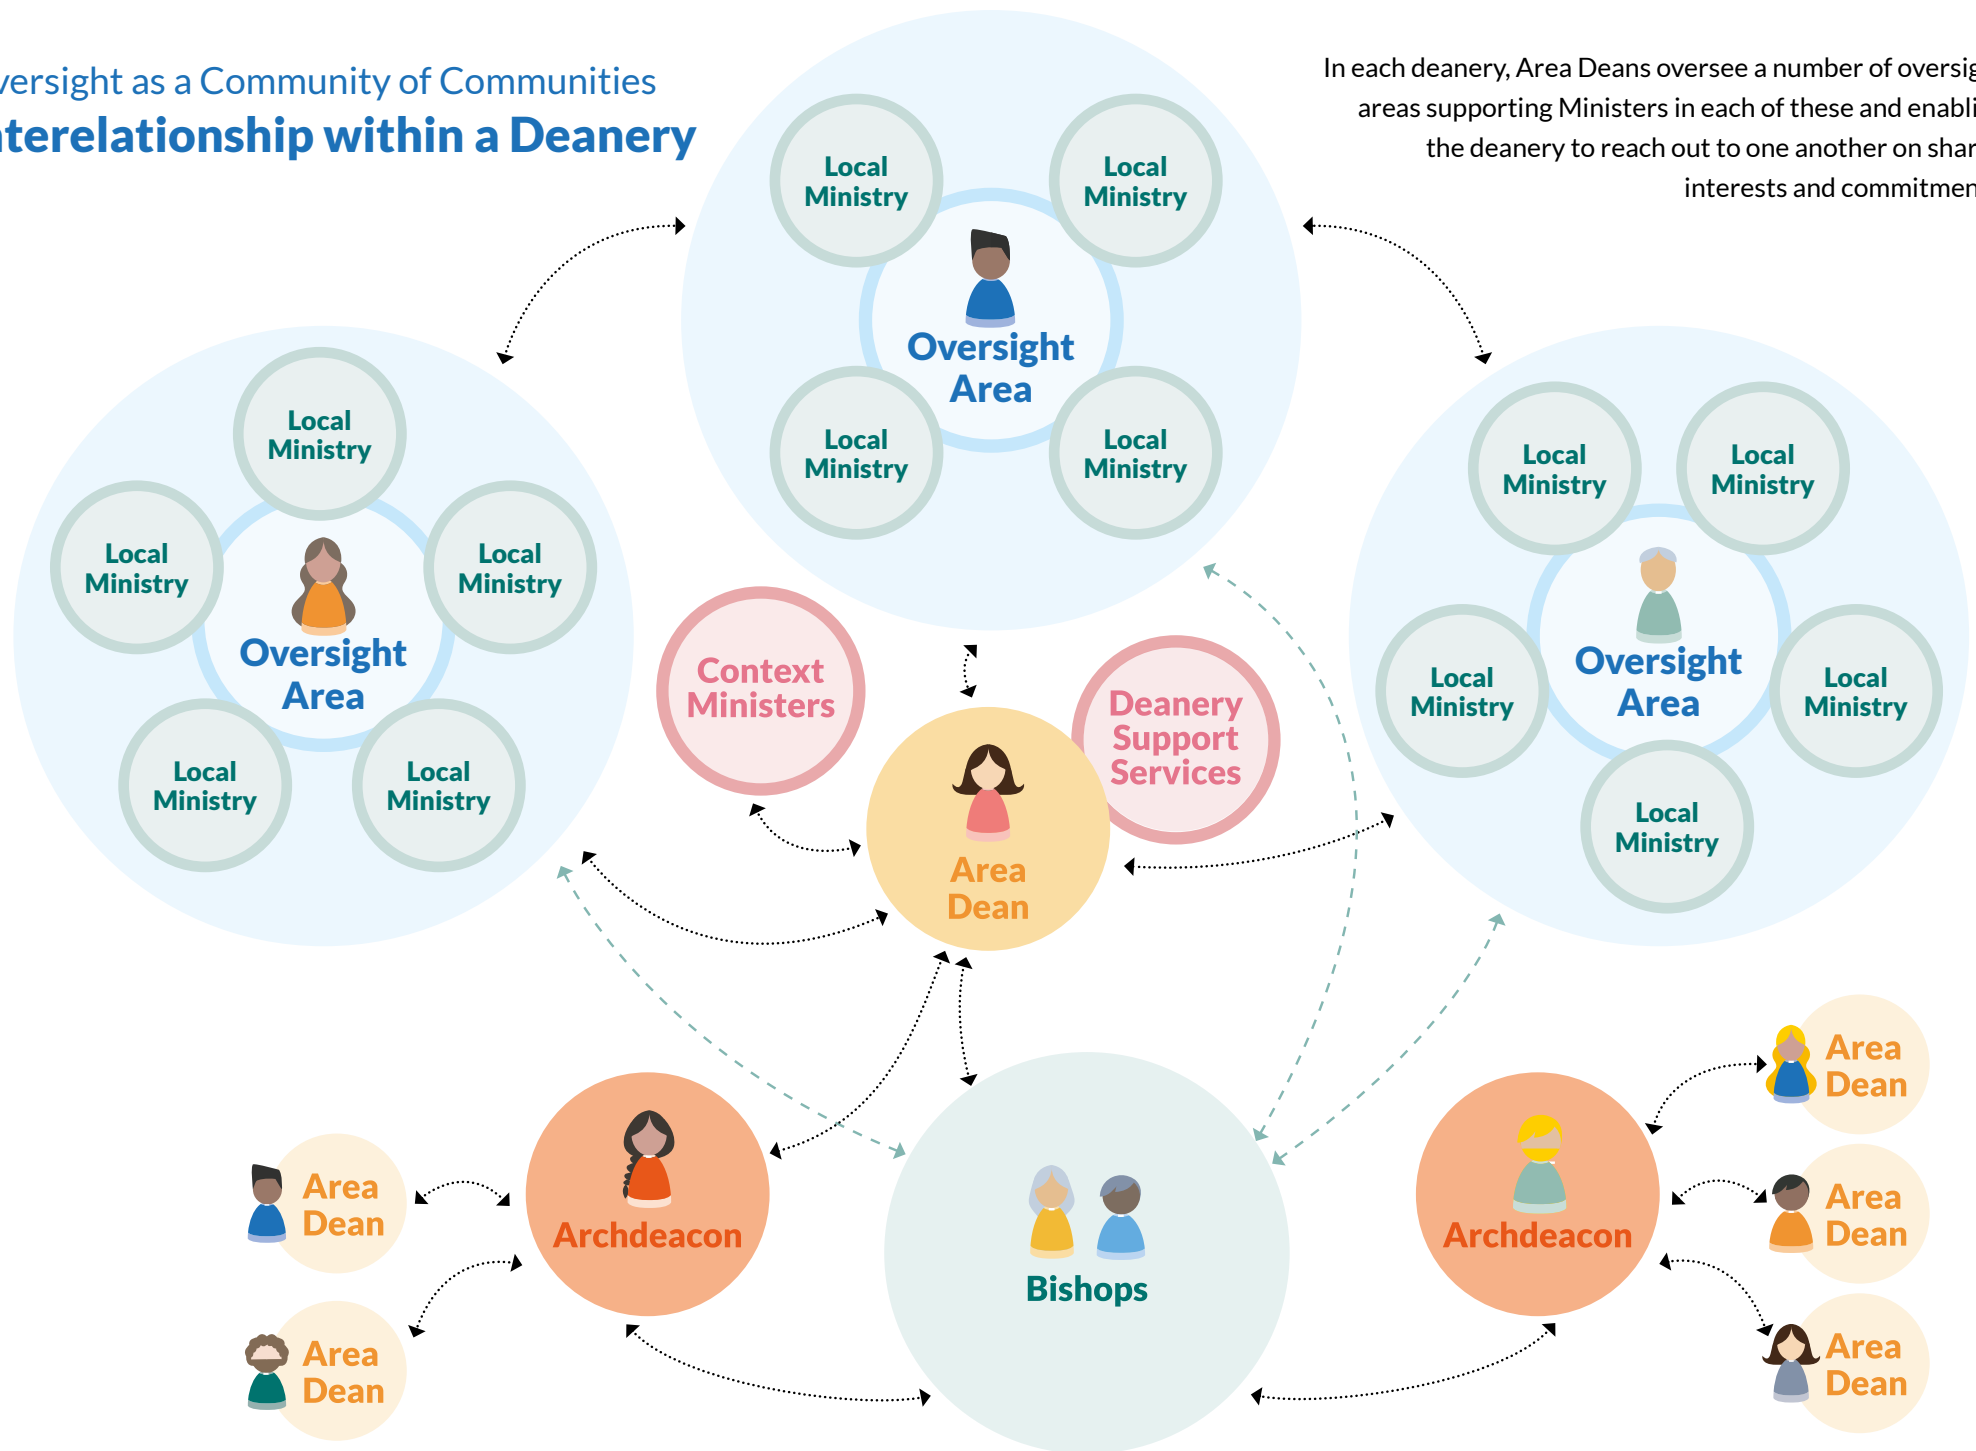 versight as a Community of Communities
terelationship within a Deanery
In each deanery, Area Deans oversee a number of oversig
areas supporting Ministers in each of these and enabli
the deanery to reach out to one another on shar
interests and commitmen
Local
Ministry
Local
Ministry
Oversight
Area
Local
Ministry
Local
Ministry
Local
Ministry
Local
Ministry
Local
Ministry
Oversight
Area
Local
Ministry
Local
Ministry
Local
Ministry
Local
Ministry
Oversight
Area
Local
Ministry
Local
Ministry
Local
Ministry
Context
Ministers
Deanery
Support
Services
Area
Dean
Area
Dean
Area
Dean
Archdeacon
Bishops
Archdeacon
Area
Dean
Area
Dean
Area
Dean